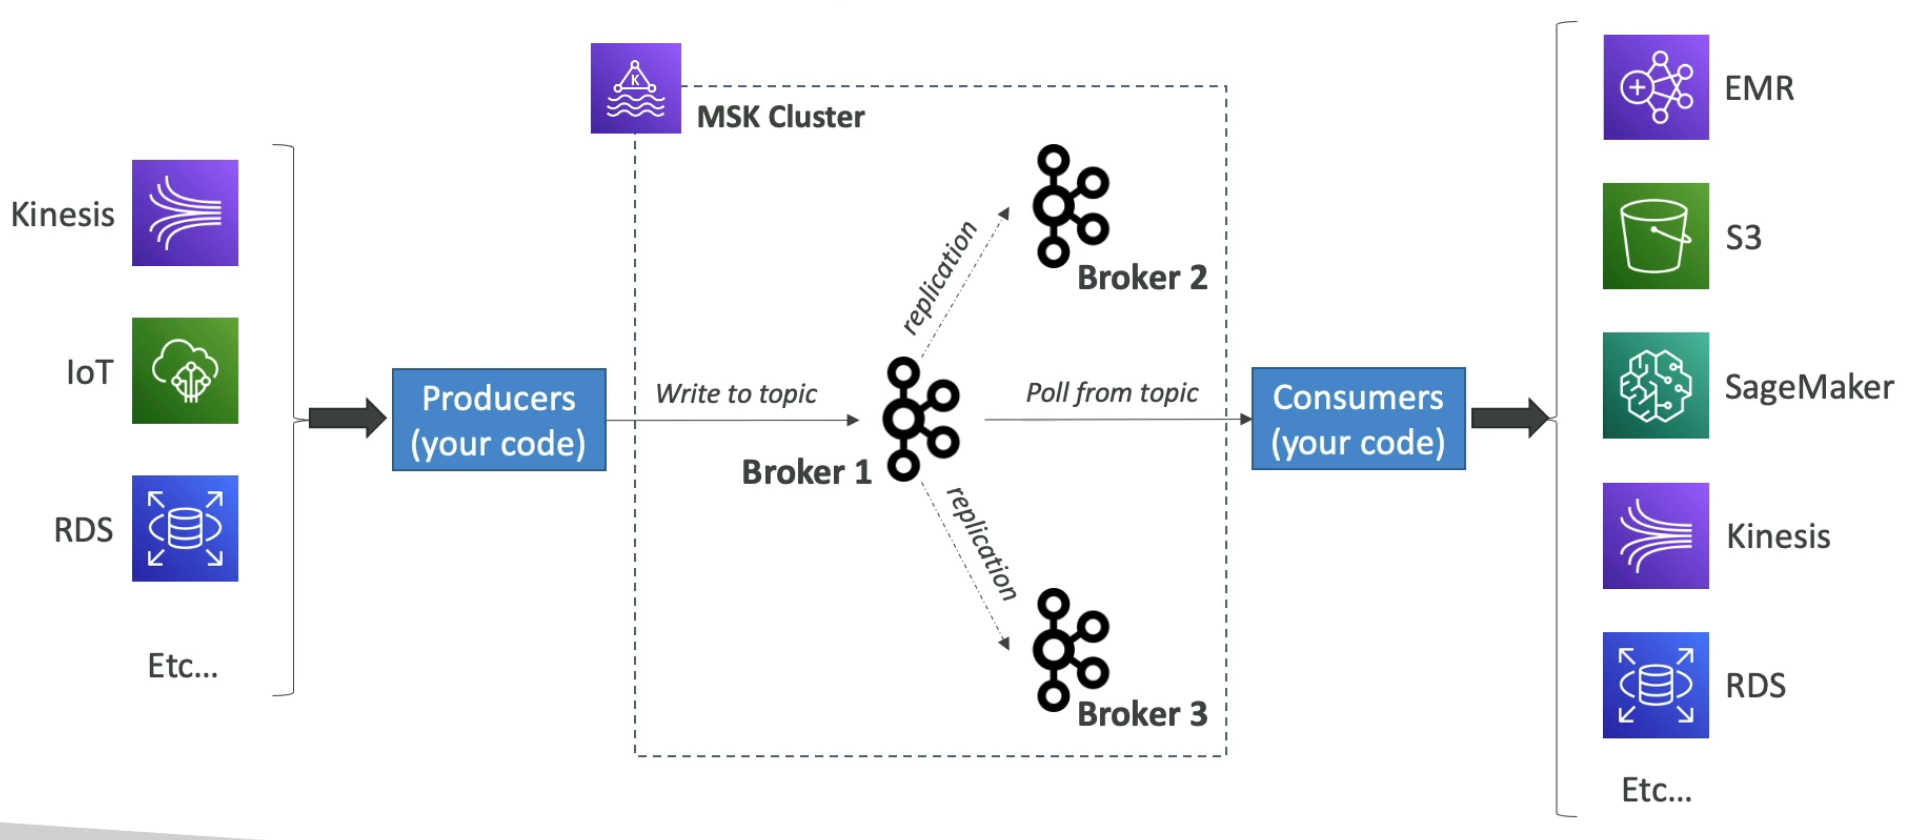 Kinesis
IoT
RDS
Etc...
Producers
(your code)
K
MSK Cluster
Write to topic
Broker 1
replication
Broker 2
replication
Broker 3
Poll from topic
Consumers
(your code)
EMR
S3
SageMaker
Kinesis
RDS
Etc...